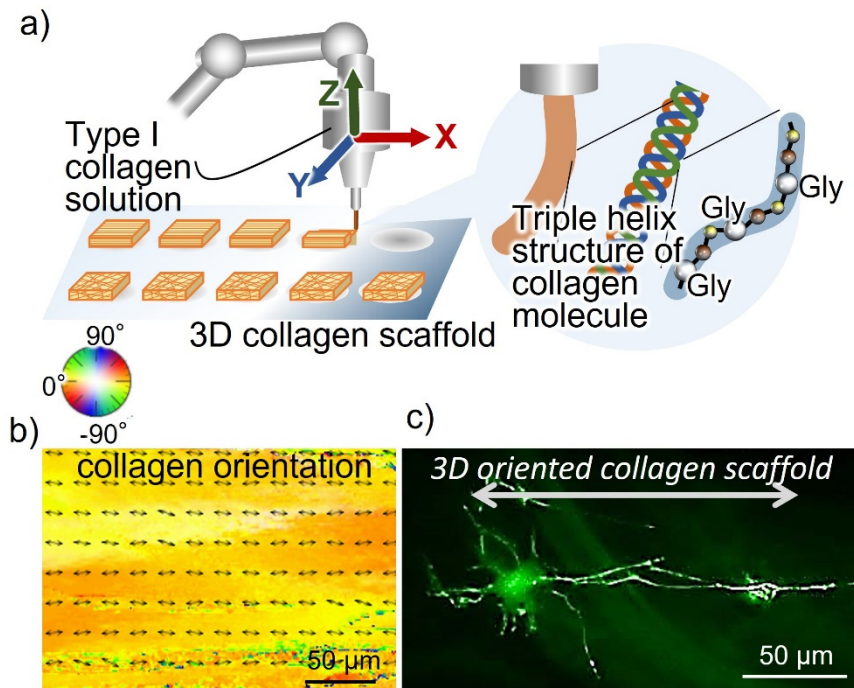 a)
Z
X
Y
Type I
collagen
solution
3D collagen scaffold
Triple helix
structure of
collagen
molecule
Gly
Gly
Gly
90°
0°
-90°
b)
collagen orientation
50 µm
c)
3D oriented collagen scaffold
50 µm